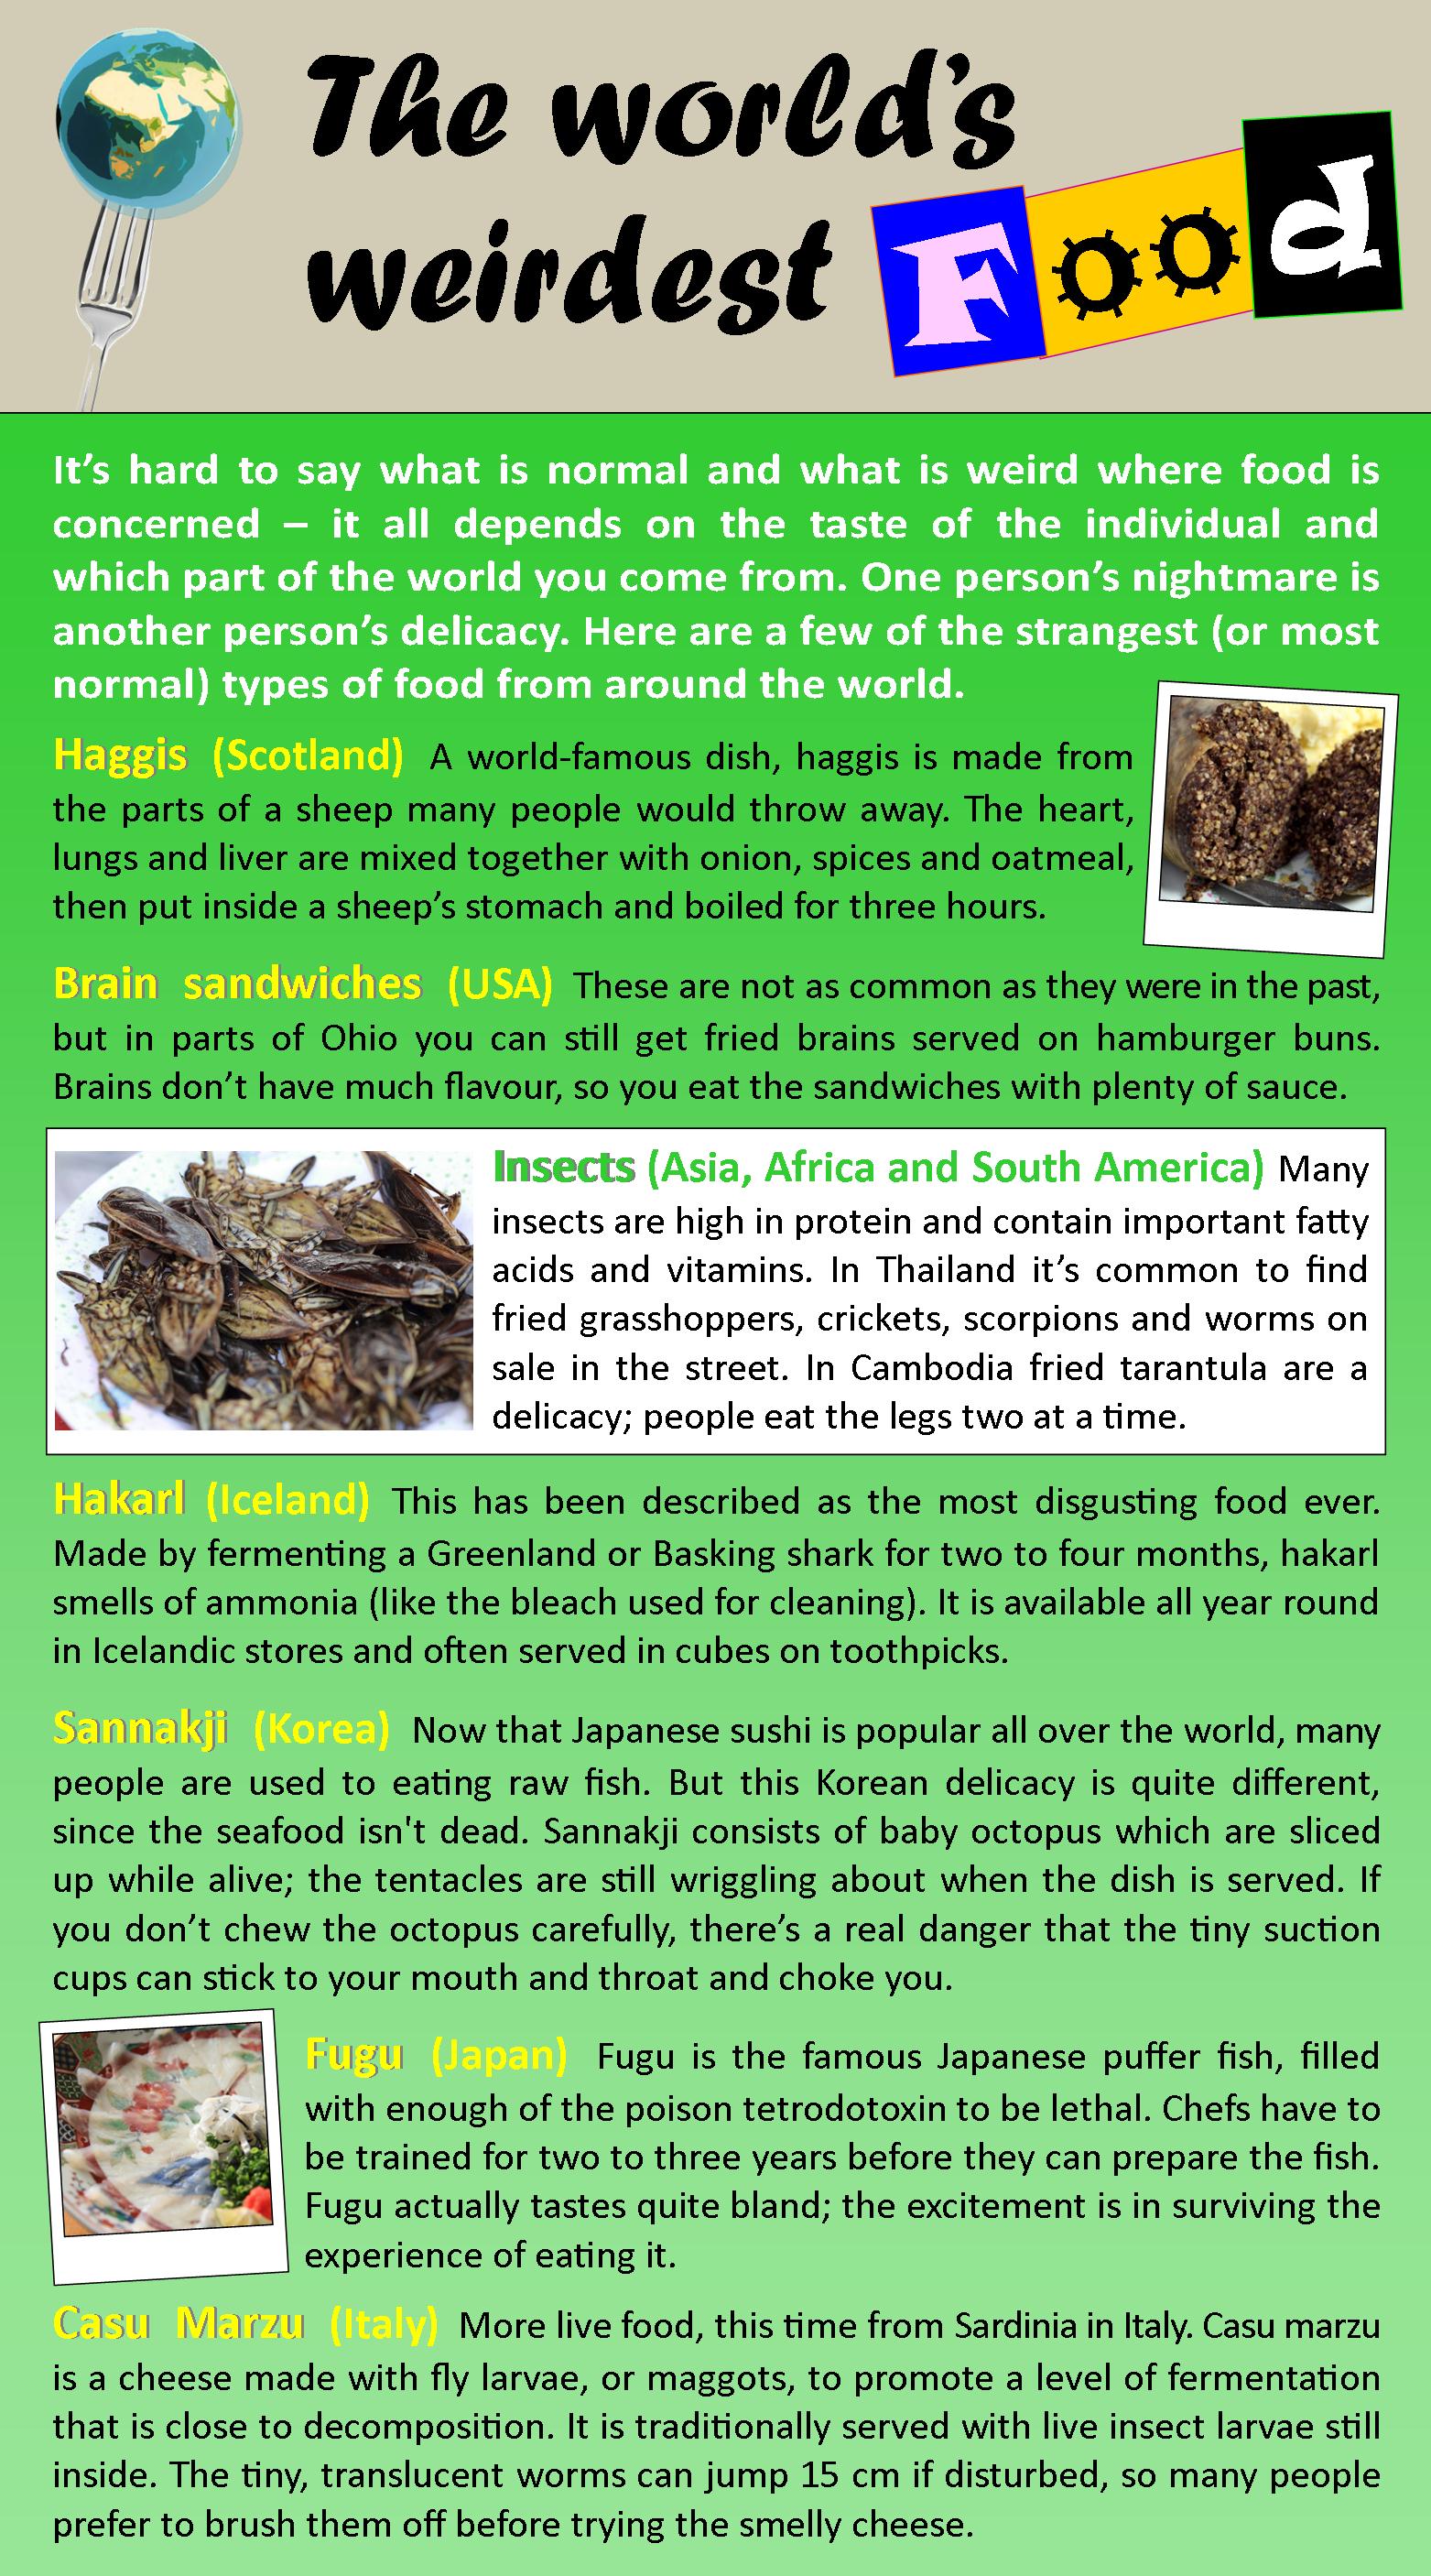 The world's
weirdest Food
It's hard to say what is normal and what is weird where food is
concerned – it all depends on the taste of the individual and
which part of the world you come from. One person's nightmare is
another person's delicacy. Here are a few of the strangest (or most
normal) types of food from around the world.
Haggis (Scotland) A world-famous dish, haggis is made from
the parts of a sheep many people would throw away. The heart,
lungs and liver are mixed together with onion, spices and oatmeal,
then put inside a sheep's stomach and boiled for three hours.
Brain sandwiches (USA) These are not as common as they were in the past,
but in parts of Ohio you can still get fried brains served on hamburger buns.
Brains don't have much flavour, so you eat the sandwiches with plenty of sauce.
Insects (Asia, Africa and South America) Many
insects are high in protein and contain important fatty
acids and vitamins. In Thailand it's common to find
fried grasshoppers, crickets, scorpions and worms on
sale in the street. In Cambodia fried tarantula are a
delicacy; people eat the legs two at a time.
Hakarl (Iceland) This has been described as the most disgusting food ever.
Made by fermenting a Greenland or Basking shark for two to four months, hakarl
smells of ammonia (like the bleach used for cleaning). It is available all year round
in Icelandic stores and often served in cubes on toothpicks.
Sannakji (Korea) Now that Japanese sushi is popular all over the world, many
people are used to eating raw fish. But this Korean delicacy is quite different,
since the seafood isn't dead. Sannakji consists of baby octopus which are sliced
up while alive; the tentacles are still wriggling about when the dish is served. If
you don't chew the octopus carefully, there's a real danger that the tiny suction
cups can stick to your mouth and throat and choke you.
Fugu (Japan) Fugu is the famous Japanese puffer fish, filled
with enough of the poison tetrodotoxin to be lethal. Chefs have to
be trained for two to three years before they can prepare the fish.
Fugu actually tastes quite bland; the excitement is in surviving the
experience of eating it.
Casu Marzu (Italy) More live food, this time from Sardinia in Italy. Casu marzu
is a cheese made with fly larvae, or maggots, to promote a level of fermentation
that is close to decomposition. It is traditionally served with live insect larvae still
inside. The tiny, translucent worms can jump 15 cm if disturbed, so many people
prefer to brush them off before trying the smelly cheese.